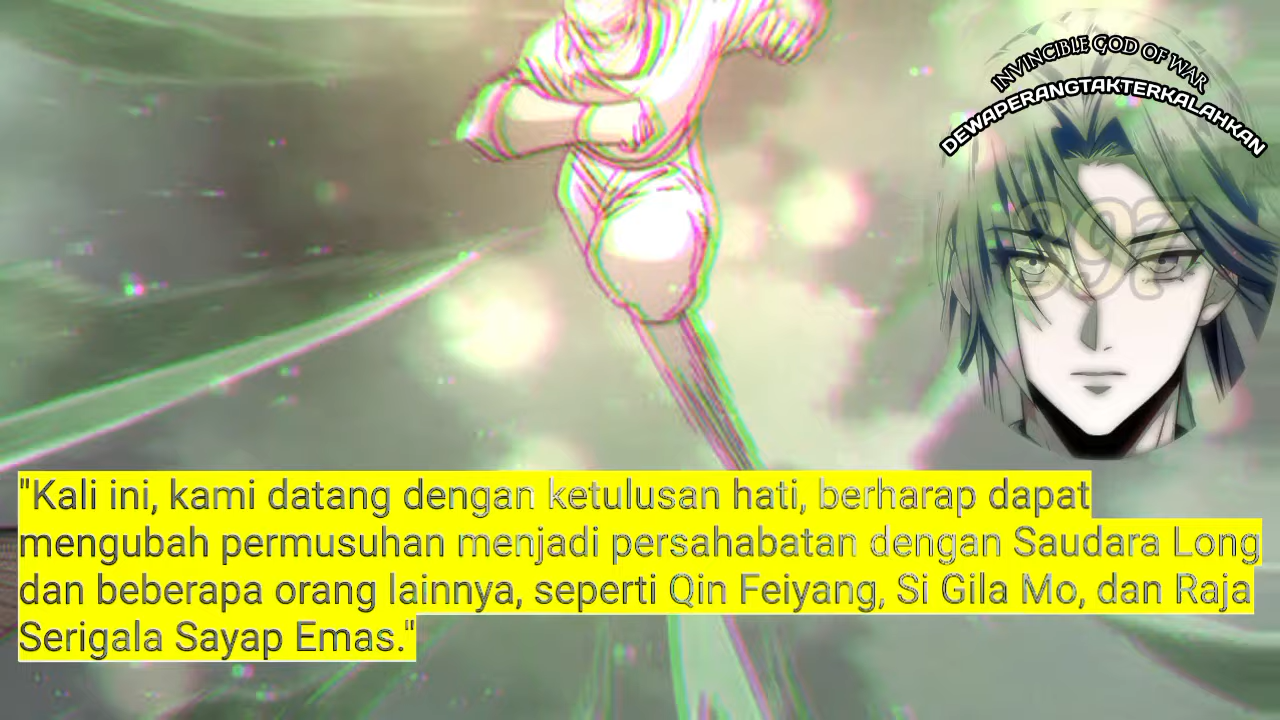 INVINCIBLE GOD OF WAR
DEWAPERANGTAKTERKALAHKAN
897
"Kali ini, kami datang dengan ketulusan hati, berharap dapat
mengubah permusuhan menjadi persahabatan dengan Saudara Long
dan beberapa orang lainnya, seperti Qin Feiyang, Si Gila Mo, dan Raja
Serigala Sayap Emas."